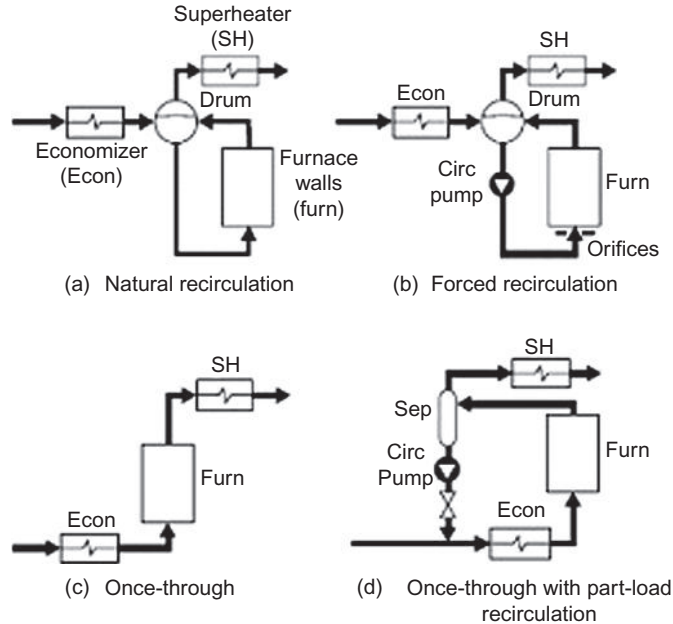 Superheater
(SH)
Drum
Economizer
(Econ)
Furnace
walls
(furn)
(a) Natural recirculation
SH
Drum
Econ
Circ
pump
Furn
Orifices
(b) Forced recirculation
SH
Furn
Econ
(c) Once-through
SH
Sep
Circ
Pump
Furn
Econ
(d) Once-through with part-load
recirculation